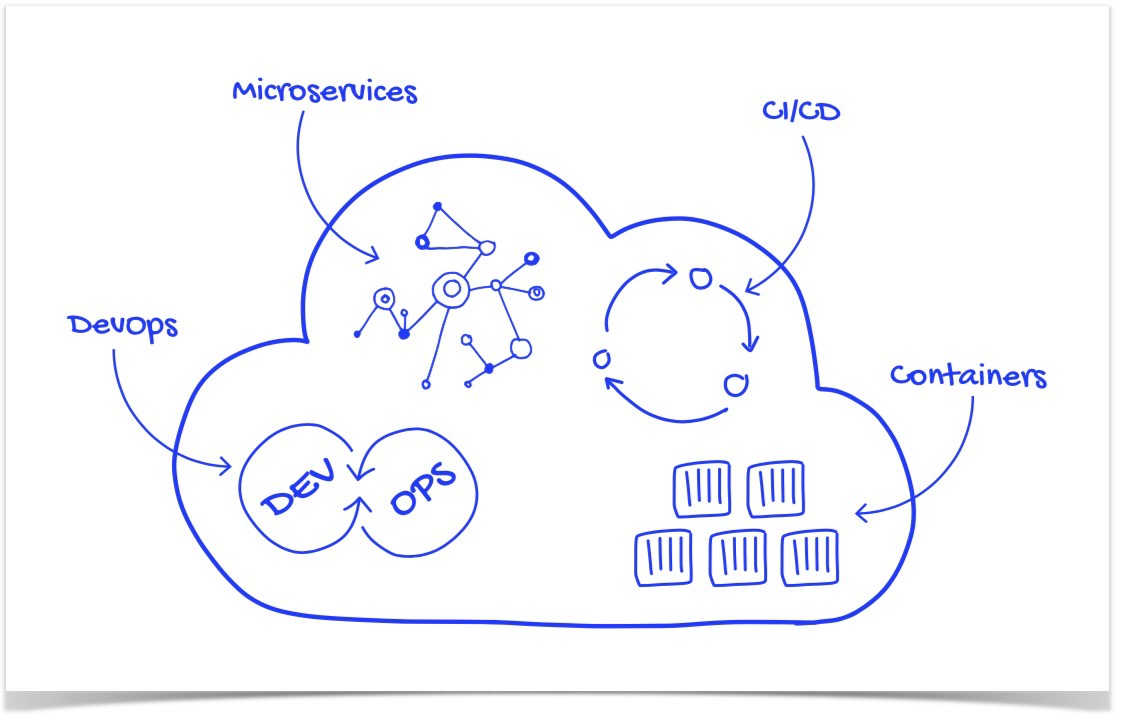 Microservices
CI/CD
DevOps
Containers
DEV
OPS